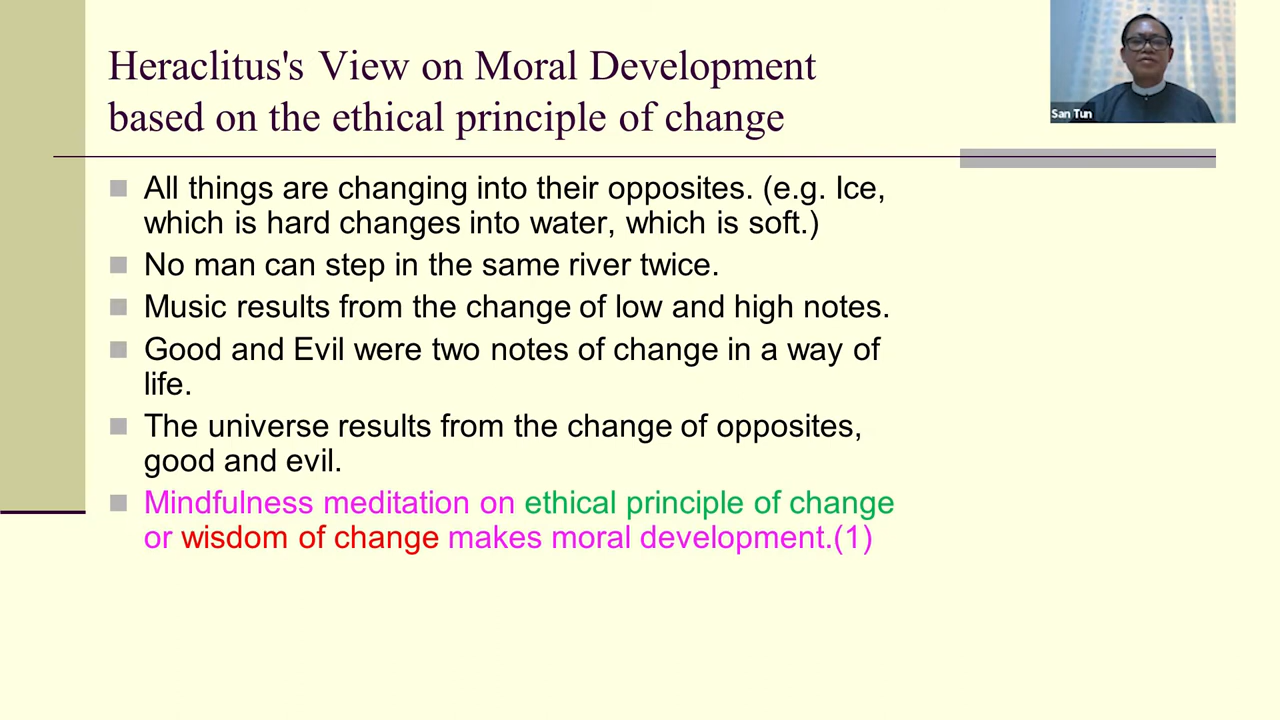 Heraclitus's View on Moral Development
based on the ethical principle of change
San Tun
All things are changing into their opposites. (e.g. Ice,
which is hard changes into water, which is soft.)
No man can step in the same river twice.
Music results from the change of low and high notes.
Good and Evil were two notes of change in a way of
life.
The universe results from the change of opposites,
good and evil.
Mindfulness meditation on ethical principle of change
or wisdom of change makes moral development.(1)